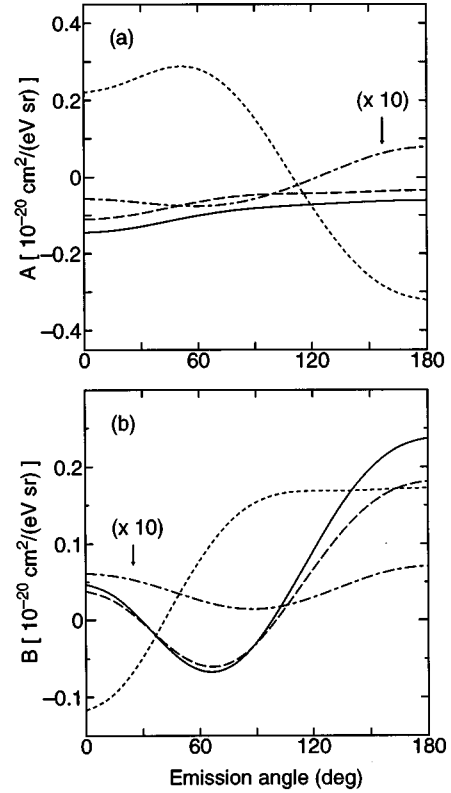 (a)
0.4
0.2
0
−0.2
−0.4
A [ 10⁻²⁰ cm²/(eV sr) ]
(x 10)
0 60 120 180
(b)
0.2
0.1
0
−0.1
B [ 10⁻²⁰ cm²/(eV sr) ]
(x 10)
0 60 120 180
Emission angle (deg)